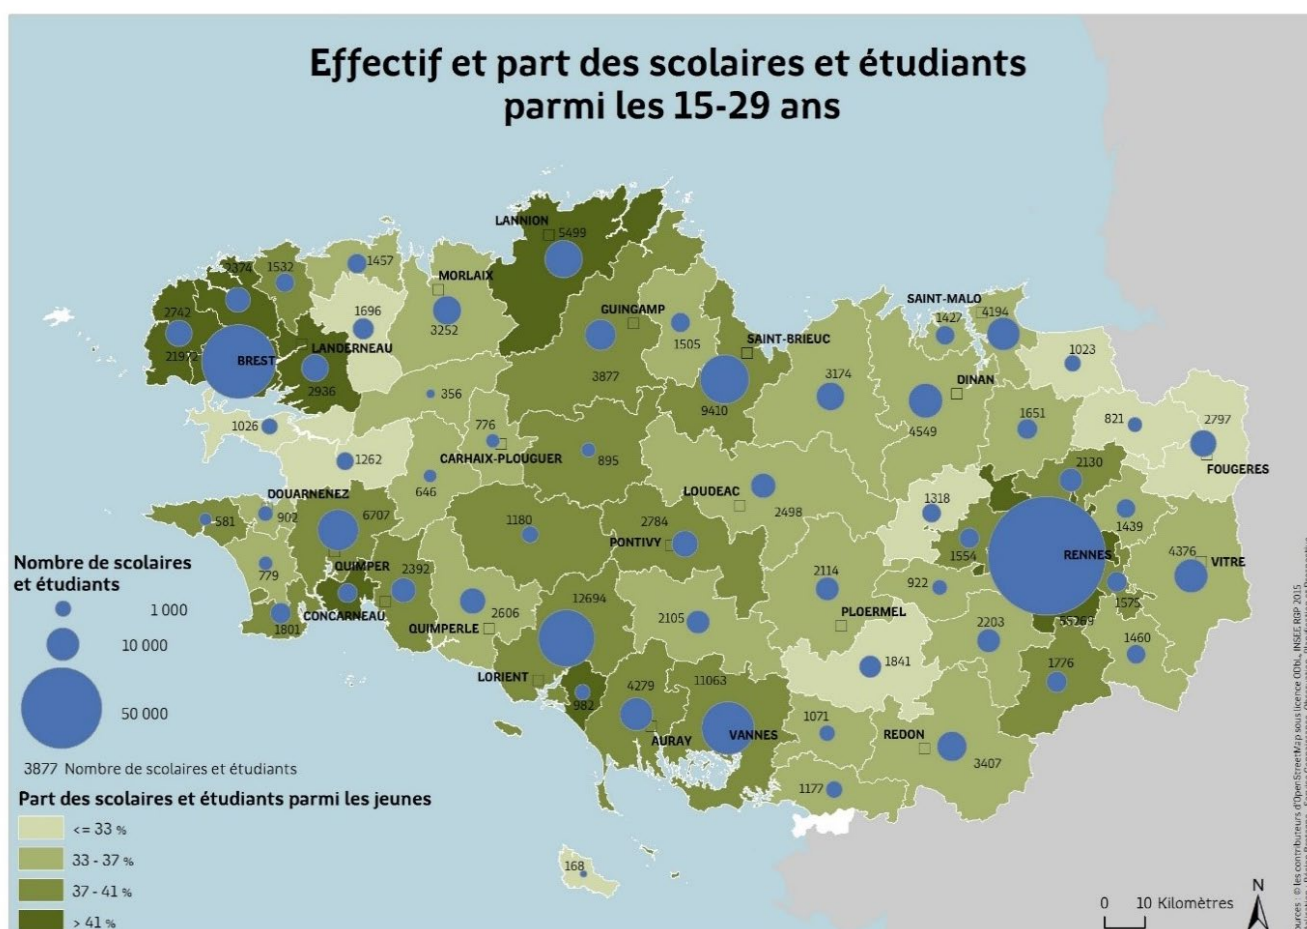 Effectif et part des scolaires et étudiants
parmi les 15-29 ans
LANNION
5499
1457
2374
1532
MORLAIX
2742
1696
3252
GUINGAMP
SAINT-MALO
1427
4194
1505
SAINT-BRIEUC
21972
BREST
LANDERNEAU
2936
3877
1023
3174
DINAN
356
9410
4549
1651
821
2797
1026
776
1262
CARHAIX-PLOUGUER
895
FOUGERES
2130
646
LOUDEAC
DOUARNENEZ
581
902
6707
1180
2784
2498
1318
1439
PONTIVY
1554
RENNES
4376
VITRE
QUIMPER
779
2392
12694
2114
922
1575
CONCARNEAU
1801
QUIMPERLE
2606
2105
PLOERMEL
2203
55269
1460
1841
1776
LORIENT
982
4279
11063
AURAY
VANNES
1071
REDON
3407
1177
168
Nombre de scolaires
et étudiants
1 000
10 000
50 000
3877 Nombre de scolaires et étudiants
Part des scolaires et étudiants parmi les jeunes
<= 33 %
33 - 37 %
37 - 41 %
> 41 %
0 10 Kilomètres
N